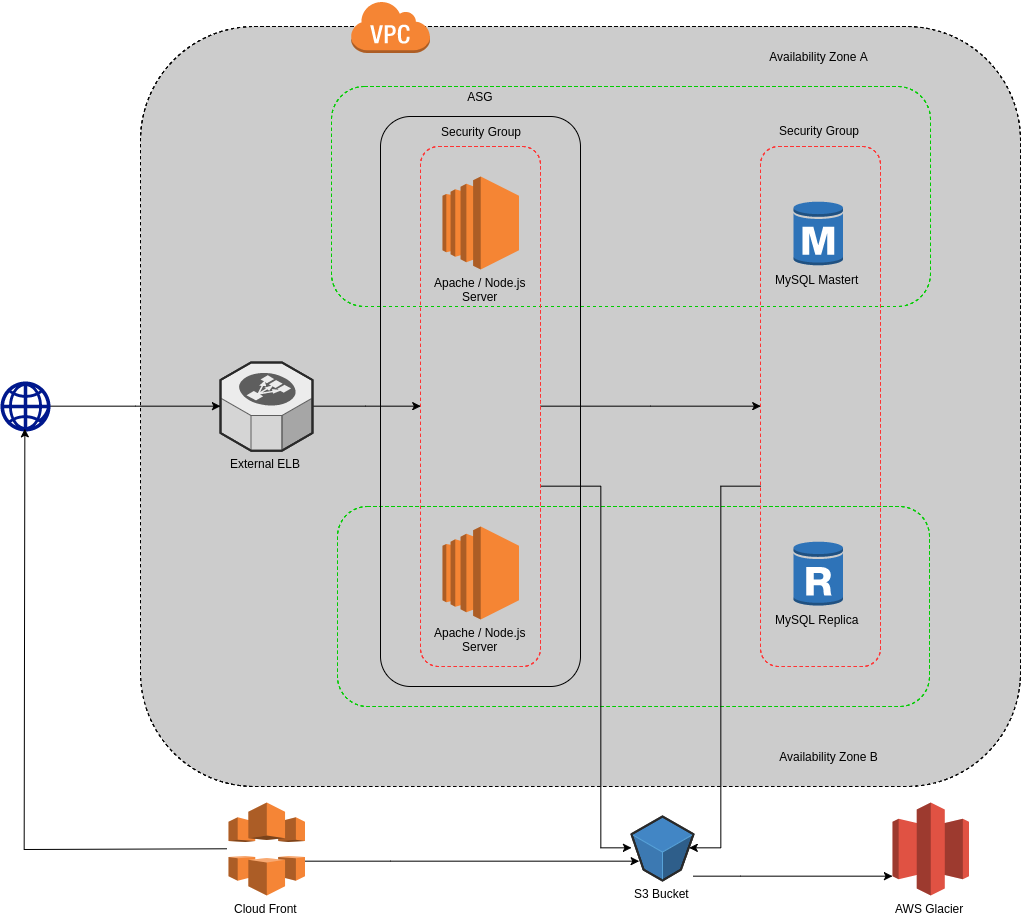 VPC
Availability Zone A
ASG
Security Group
Security Group
M
Apache / Node.js
Server
MySQL Mastert
External ELB
R
Apache / Node.js
Server
MySQL Replica
Availability Zone B
S3 Bucket
Cloud Front
AWS Glacier